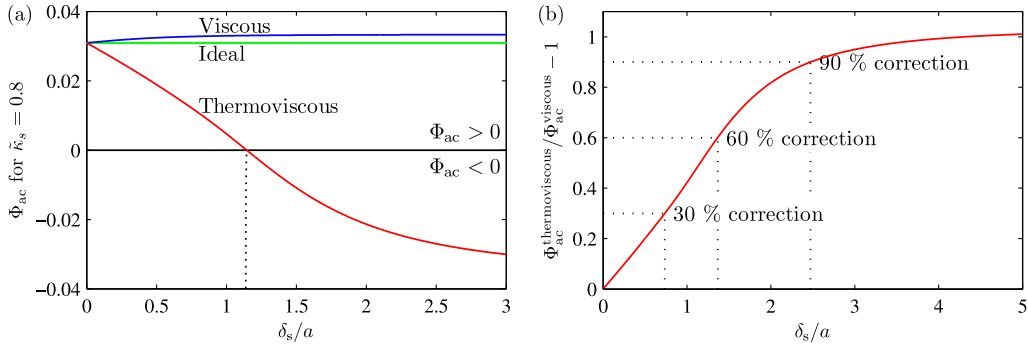 (a)
0.04
0.02
0
−0.02
−0.04
Φac for κ̃s = 0.8
Viscous
Ideal
Thermoviscous
Φac > 0
Φac < 0
0 0.5 1 1.5 2 2.5 3
δs/a
(b)
1
0.8
0.6
0.4
0.2
0
Φac^thermoviscous/Φac^viscous − 1
90 % correction
60 % correction
30 % correction
0 1 2 3 4 5
δs/a